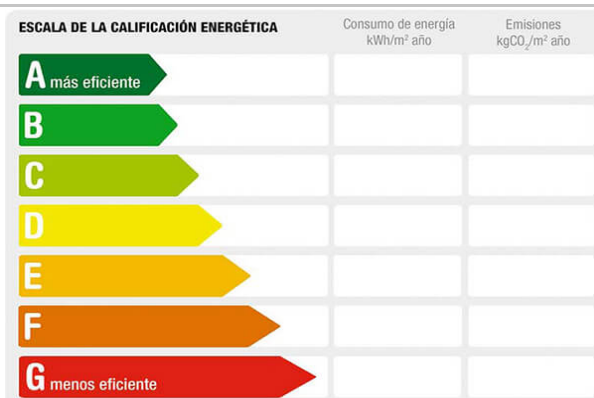 ESCALA DE LA CALIFICACIÓN ENERGÉTICA
Consumo de energía
kWh/m² año
Emisiones
kgCO₂/m² año
A más eficiente
B
C
D
E
F
G menos eficiente